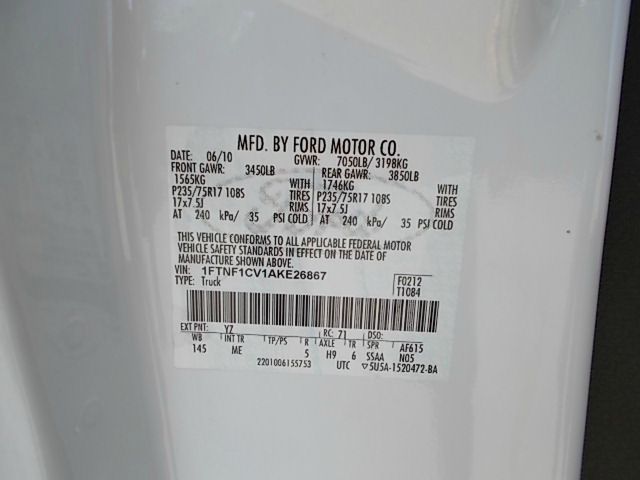 MFD. BY FORD MOTOR CO.
DATE: 06/10 GVWR: 7050LB/ 3198KG
FRONT GAWR: 3450LB REAR GAWR: 3850LB
1565KG WITH 1746KG WITH
P235/75R17 108S TIRES P235/75R17 108S TIRES
17x7.5J RIMS 17x7.5J RIMS
AT 240 kPa/ 35 PSI COLD AT 240 kPa/ 35 PSI COLD
THIS VEHICLE CONFORMS TO ALL APPLICABLE FEDERAL MOTOR
VEHICLE SAFETY STANDARDS IN EFFECT ON THE DATE OF
MANUFACTURE SHOWN ABOVE.
VIN: 1FTNF1CV1AKE26867 F0212
TYPE: Truck T1084
EXT PNT: YZ RC: 71 DSO:
WB INT TR TP/PS R AXLE TR SPR AF615
145 ME 5 H9 6 SSAA N05
2201006155753 UTC ▽5U5A-1520472-BA